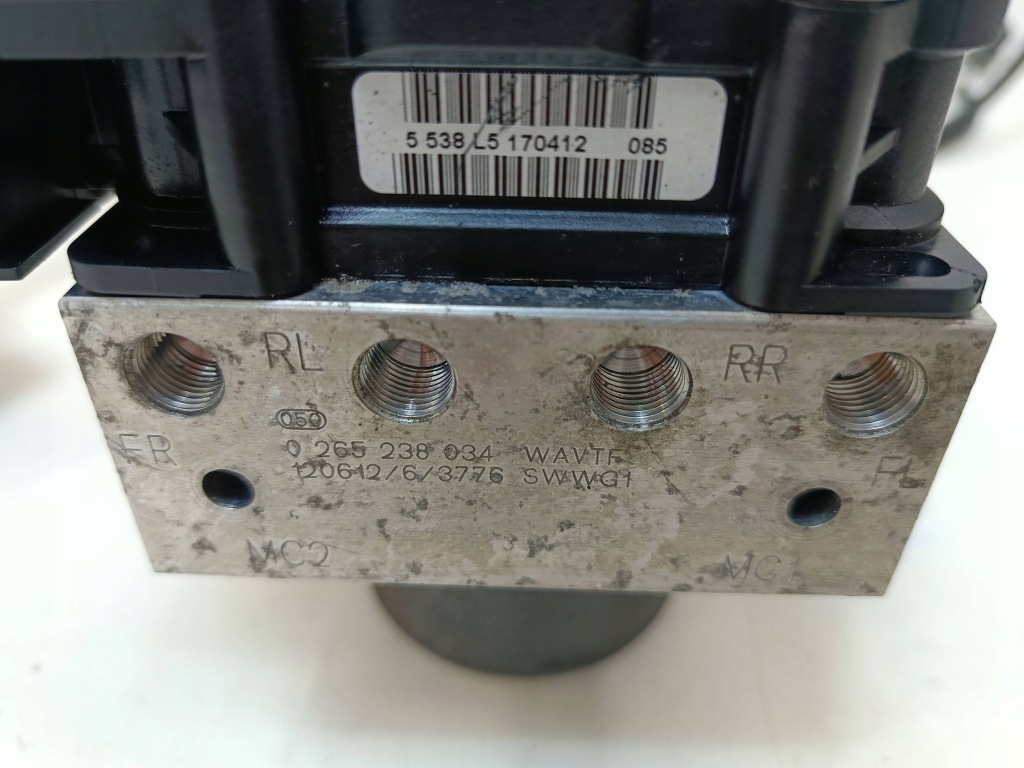 5 538 L5 170412 085
RL RR
050
0 265 238 034 WAVTF
120612/6/3776 SWWG1
FR FL
MC2 MC1